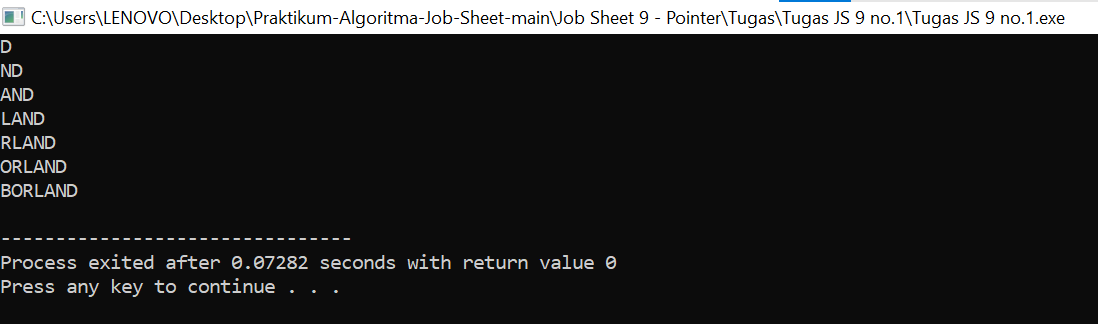 C:\Users\LENOVO\Desktop\Praktikum-Algoritma-Job-Sheet-main\Job Sheet 9 - Pointer\Tugas\Tugas JS 9 no.1\Tugas JS 9 no.1.exe
D
ND
AND
LAND
RLAND
ORLAND
BORLAND
--------------------------------
Process exited after 0.07282 seconds with return value 0
Press any key to continue . . .